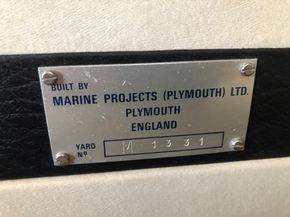 BUILT BY
MARINE PROJECTS (PLYMOUTH) LTD.
PLYMOUTH
ENGLAND
YARD
Nº 1331